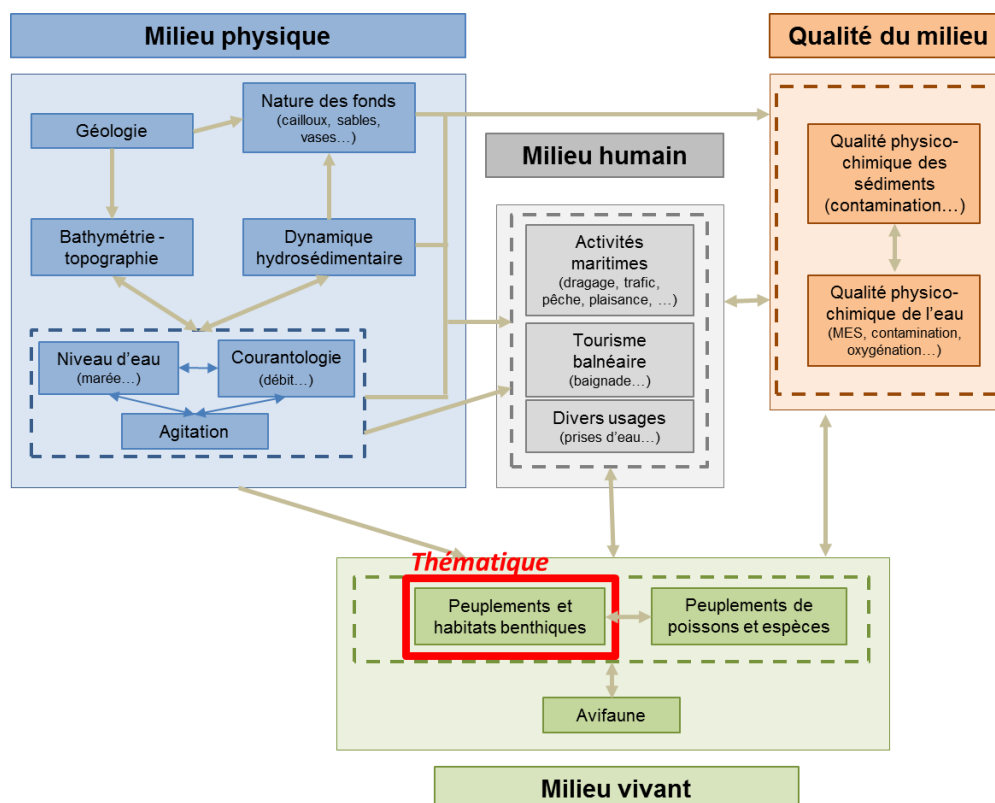 Milieu physique
Qualité du milieu
Nature des fonds
(cailloux, sables,
vases…)
Géologie
Milieu humain
Qualité physico-
chimique des
sédiments
(contamination…)
Bathymétrie -
topographie
Dynamique
hydrosédimentaire
Activités
maritimes
(dragage, trafic,
pêche, plaisance, …)
Qualité physico-
chimique de l’eau
(MES, contamination,
oxygénation…)
Niveau d’eau
(marée…)
Courantologie
(débit…)
Agitation
Tourisme
balnéaire
(baignade…)
Divers usages
(prises d’eau…)
Thématique
Peuplements et
habitats benthiques
Peuplements de
poissons et espèces
Avifaune
Milieu vivant